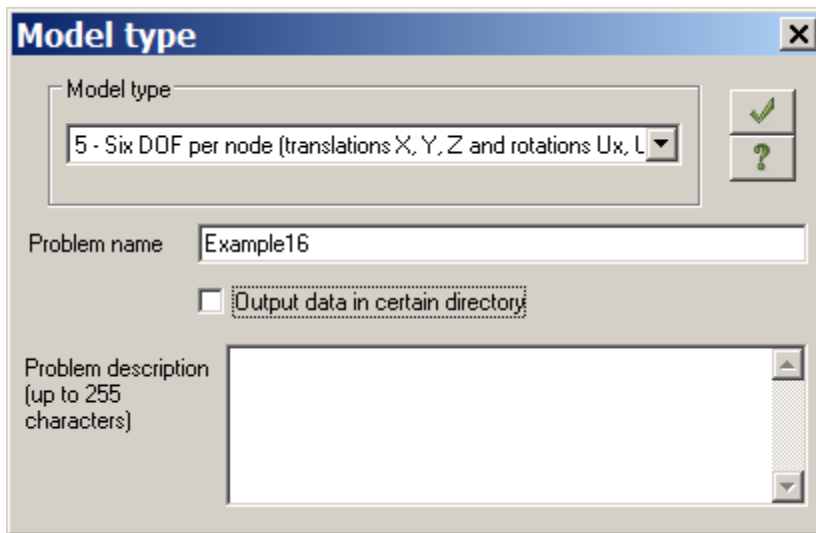 Model type
Model type
5 - Six DOF per node (translations X, Y, Z and rotations Ux, U
Problem name
Example16
Output data in certain directory
Problem description
(up to 255
characters)